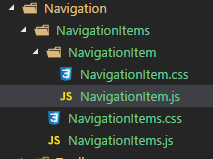 Navigation
NavigationItems
NavigationItem
NavigationItem.css
JS NavigationItem.js
NavigationItems.css
JS NavigationItems.js